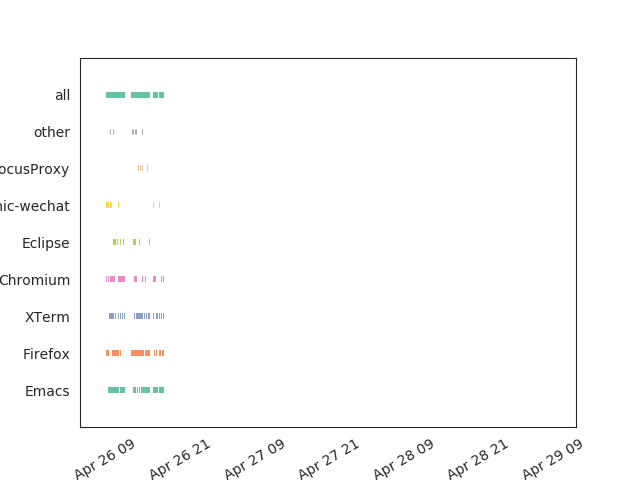 all
other
ocusProxy
nic-wechat
Eclipse
Chromium
XTerm
Firefox
Emacs
Apr 26 09
Apr 26 21
Apr 27 09
Apr 27 21
Apr 28 09
Apr 28 21
Apr 29 09